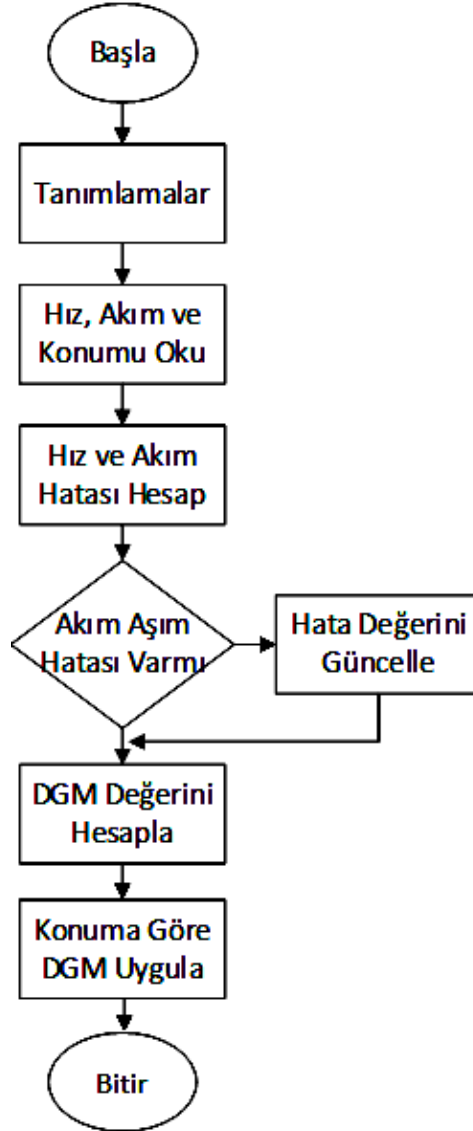 Başla
Tanımlamalar
Hız, Akım ve
Konumu Oku
Hız ve Akım
Hatası Hesap
Akım Aşım
Hatası Varmı
Hata Değerini
Güncelle
DGM Değerini
Hesapla
Konuma Göre
DGM Uygula
Bitir